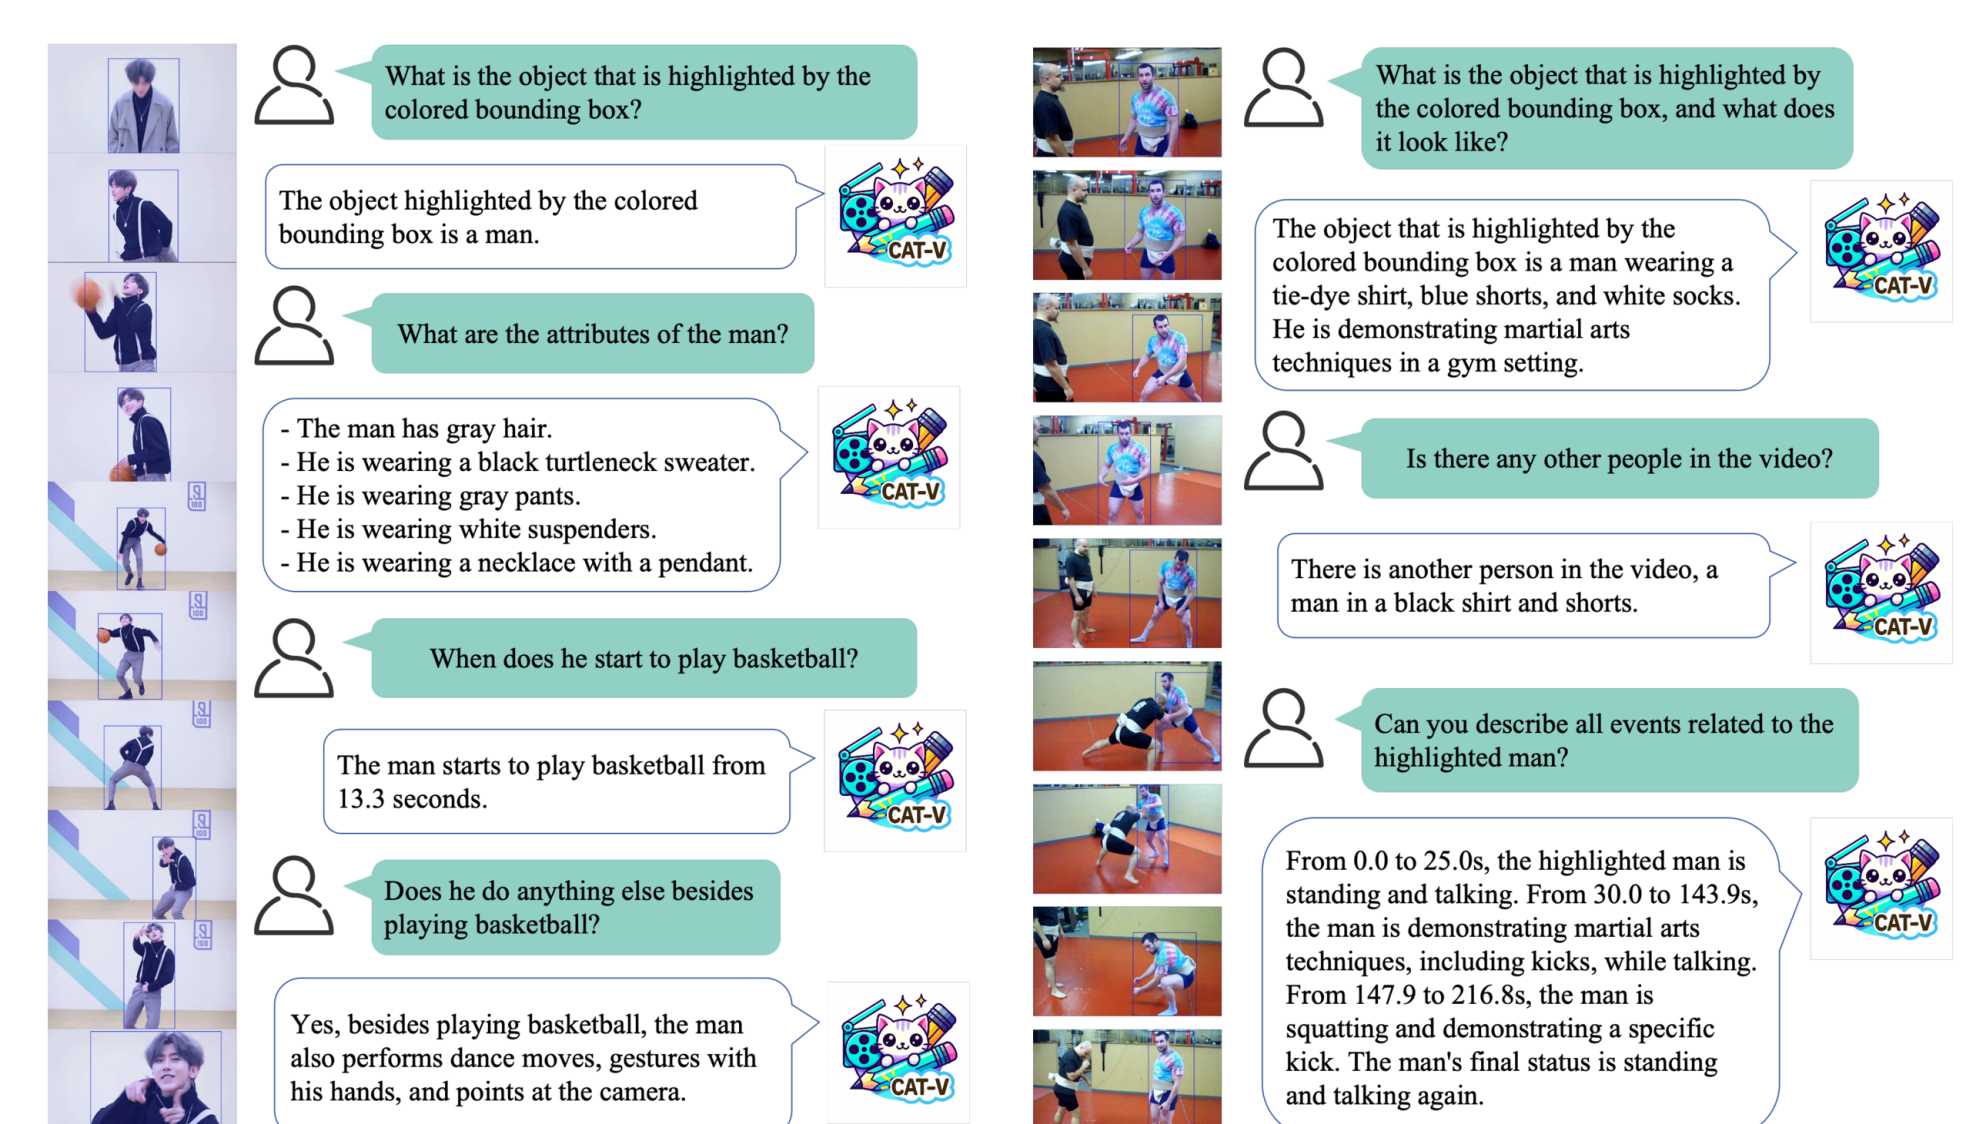 What is the object that is highlighted by the
colored bounding box?
The object highlighted by the colored
bounding box is a man.
CAT-V
What are the attributes of the man?
- The man has gray hair.
- He is wearing a black turtleneck sweater.
- He is wearing gray pants.
- He is wearing white suspenders.
- He is wearing a necklace with a pendant.
CAT-V
When does he start to play basketball?
The man starts to play basketball from
13.3 seconds.
CAT-V
Does he do anything else besides
playing basketball?
Yes, besides playing basketball, the man
also performs dance moves, gestures with
his hands, and points at the camera.
CAT-V
100
100
100
100
100
What is the object that is highlighted by
the colored bounding box, and what does
it look like?
The object that is highlighted by the
colored bounding box is a man wearing a
tie-dye shirt, blue shorts, and white socks.
He is demonstrating martial arts
techniques in a gym setting.
CAT-V
Is there any other people in the video?
There is another person in the video, a
man in a black shirt and shorts.
CAT-V
Can you describe all events related to the
highlighted man?
From 0.0 to 25.0s, the highlighted man is
standing and talking. From 30.0 to 143.9s,
the man is demonstrating martial arts
techniques, including kicks, while talking.
From 147.9 to 216.8s, the man is
squatting and demonstrating a specific
kick. The man's final status is standing
and talking again.
CAT-V